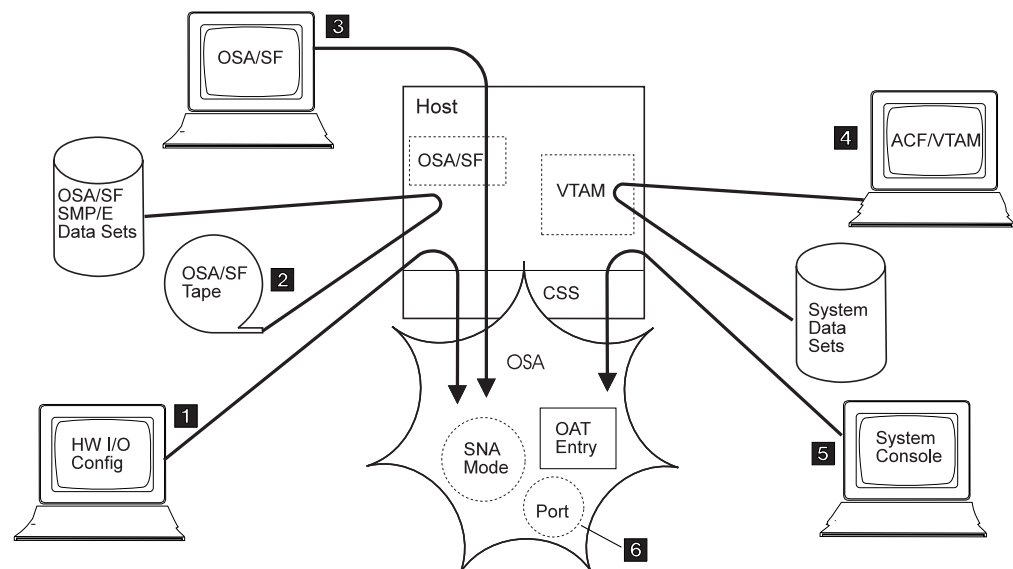 3
OSA/SF
Host
4
ACF/VTAM
OSA/SF
VTAM
OSA/SF
SMP/E
Data Sets
OSA/SF
Tape
2
CSS
System
Data
Sets
OSA
1
HW I/O
Config
SNA
Mode
OAT
Entry
5
System
Console
Port
6